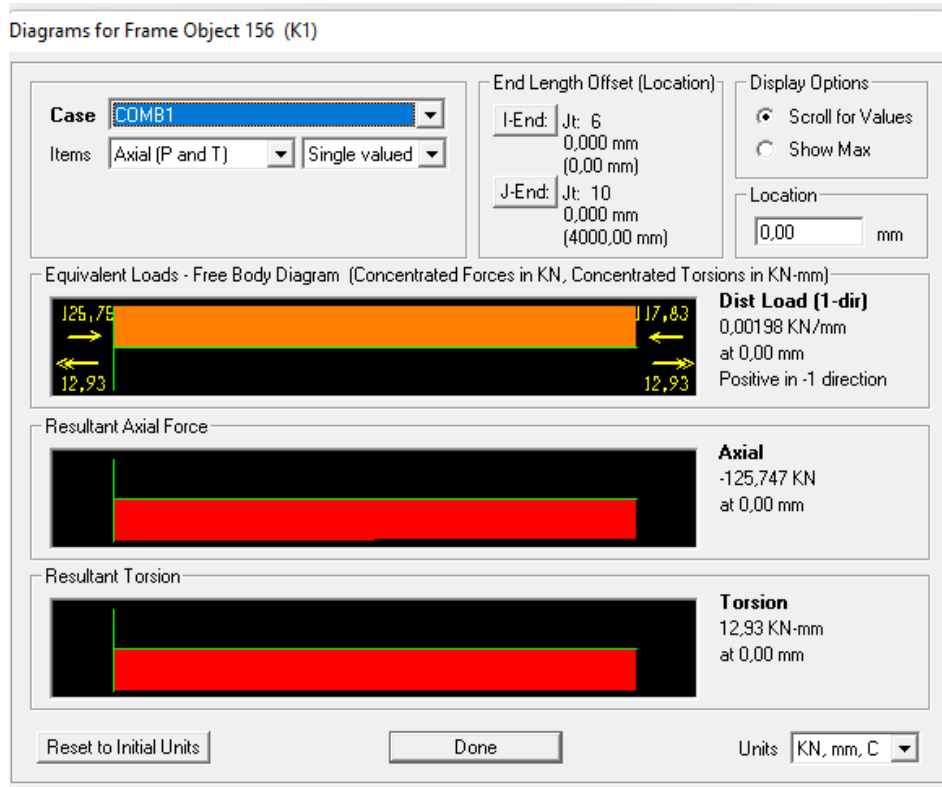 Diagrams for Frame Object 156 (K1)
Case COMB1
Items Axial (P and T) Single valued
End Length Offset (Location)
I-End: Jt: 6
0,000 mm
(0,00 mm)
J-End: Jt: 10
0,000 mm
(4000,00 mm)
Display Options
Scroll for Values
Show Max
Location
0,00 mm
Equivalent Loads - Free Body Diagram (Concentrated Forces in KN, Concentrated Torsions in KN-mm)
125,75 117,83
12,93 12,93
Dist Load (1-dir)
0,00198 KN/mm
at 0,00 mm
Positive in -1 direction
Resultant Axial Force
Axial
-125,747 KN
at 0,00 mm
Resultant Torsion
Torsion
12,93 KN-mm
at 0,00 mm
Reset to Initial Units
Done
Units KN, mm, C